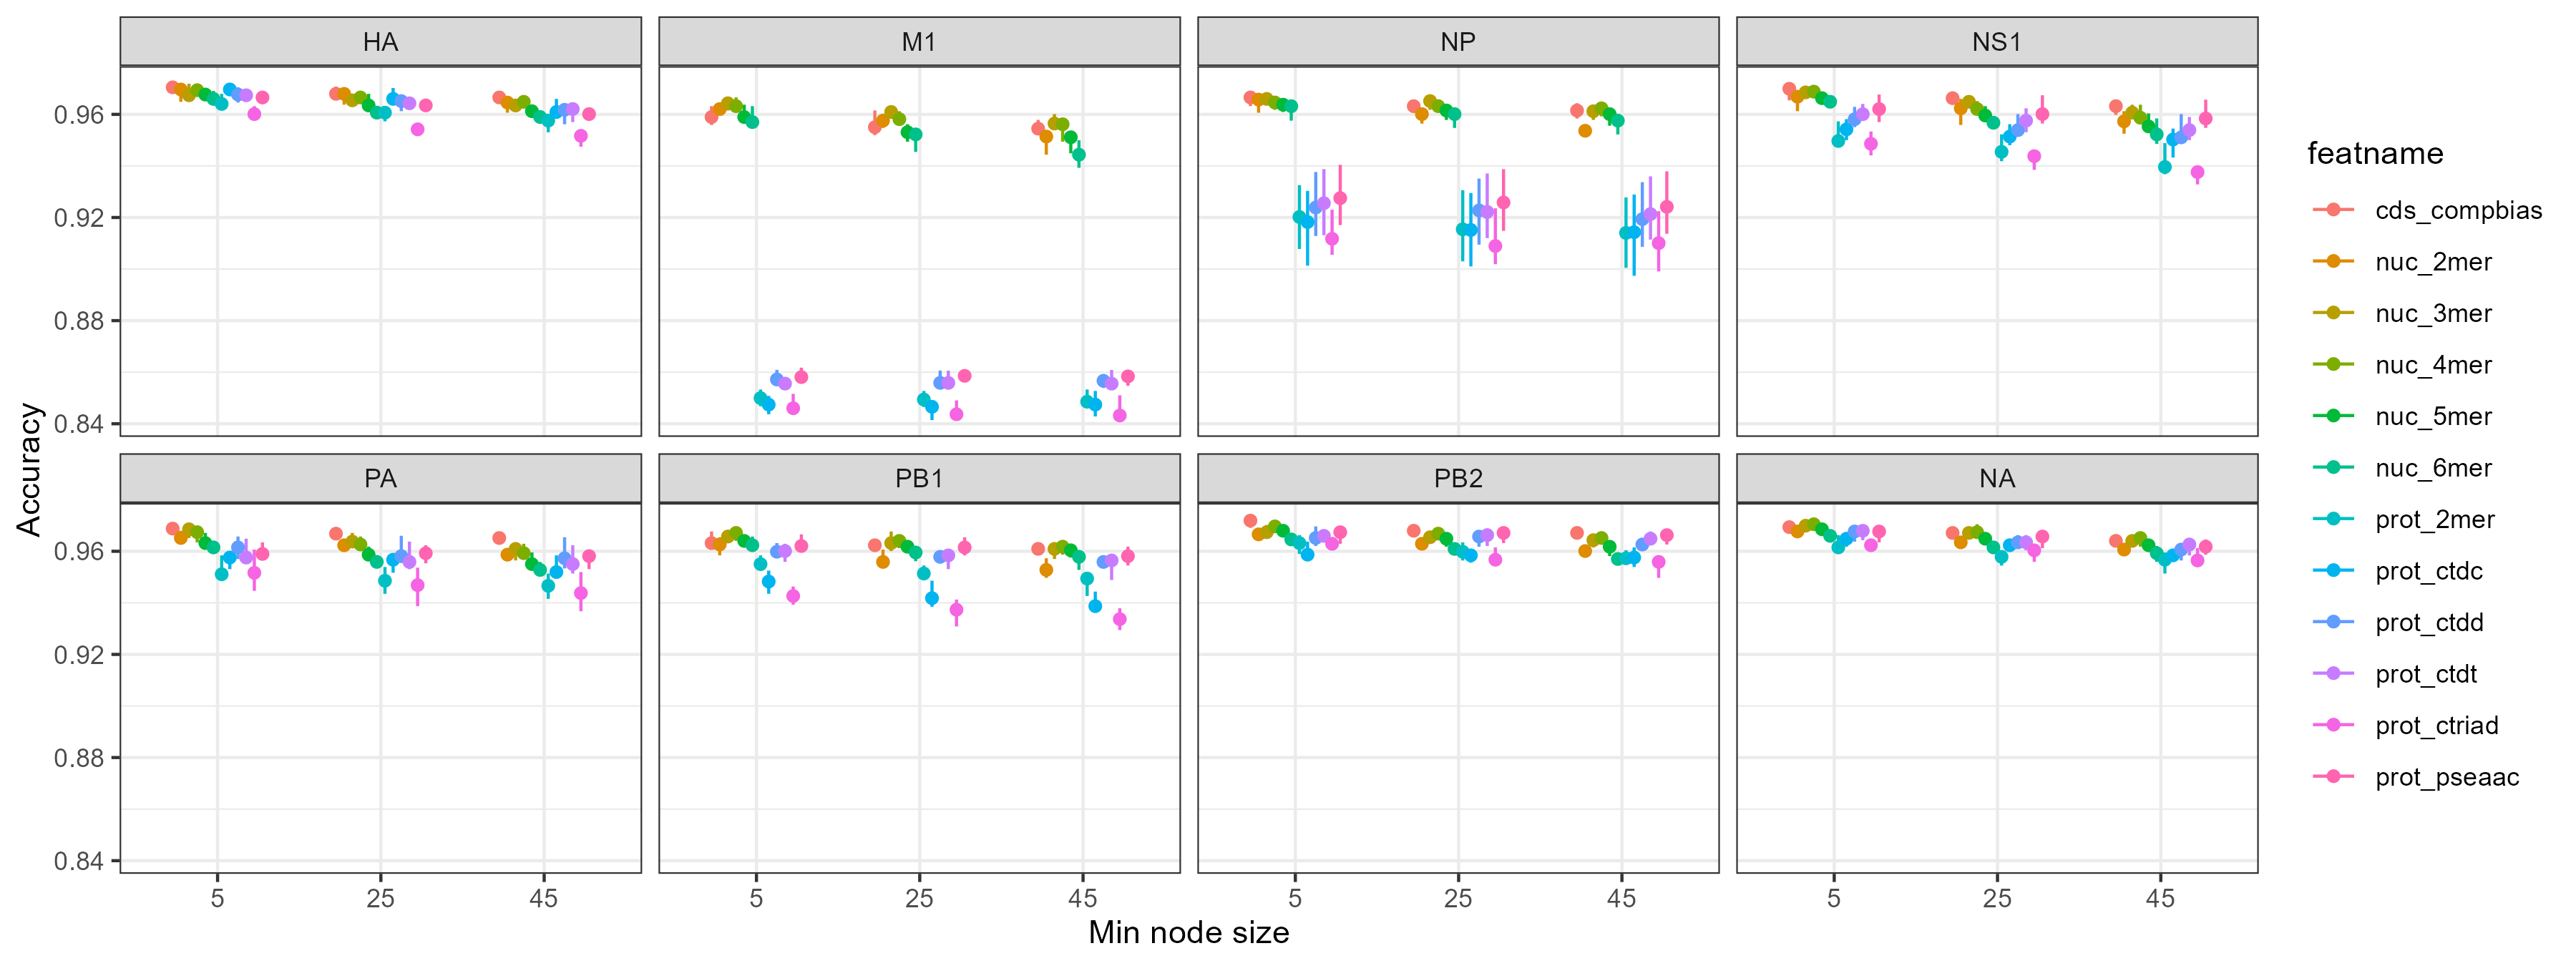 HA M1 NP NS1
0.96
0.92
0.88
0.84
PA PB1 PB2 NA
0.96
0.92
0.88
0.84
5 25 45 5 25 45 5 25 45 5 25 45
Min node size
Accuracy
featname
cds_compbias
nuc_2mer
nuc_3mer
nuc_4mer
nuc_5mer
nuc_6mer
prot_2mer
prot_ctdc
prot_ctdd
prot_ctdt
prot_ctriad
prot_pseaac